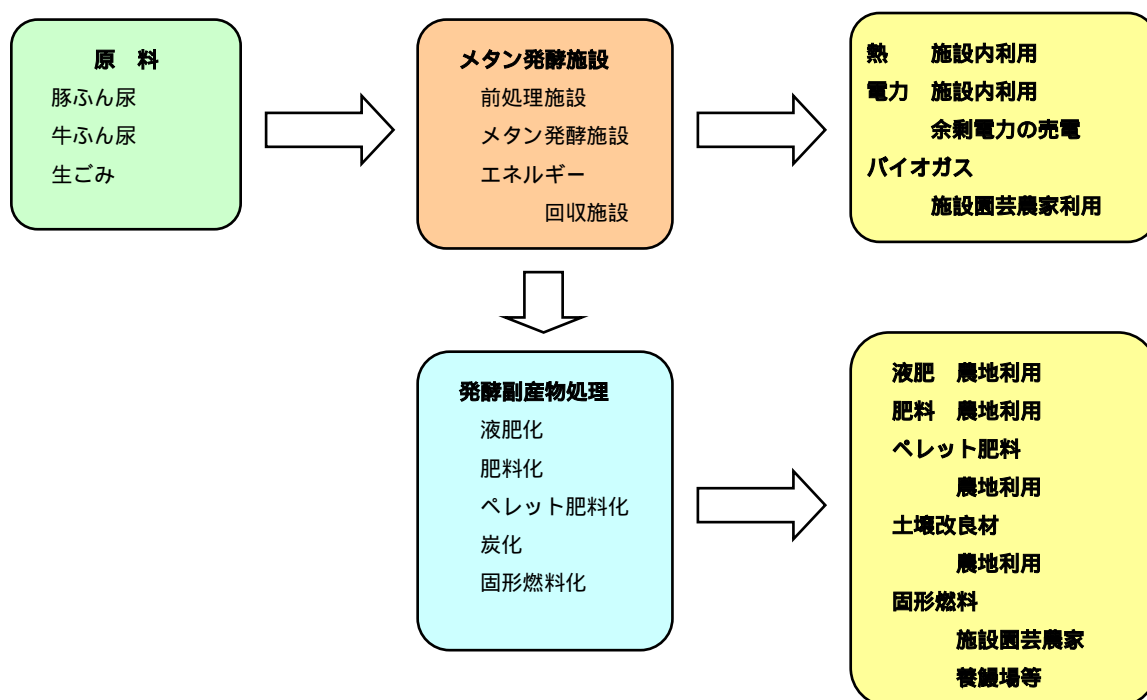 原　料
豚ふん尿
牛ふん尿
生ごみ
メタン発酵施設
前処理施設
メタン発酵施設
エネルギー
回収施設
熱　施設内利用
電力　施設内利用
余剰電力の売電
バイオガス
施設園芸農家利用
発酵副産物処理
液肥化
肥料化
ペレット肥料化
炭化
固形燃料化
液肥　農地利用
肥料　農地利用
ペレット肥料
農地利用
土壌改良材
農地利用
固形燃料
施設園芸農家
養鰻場等